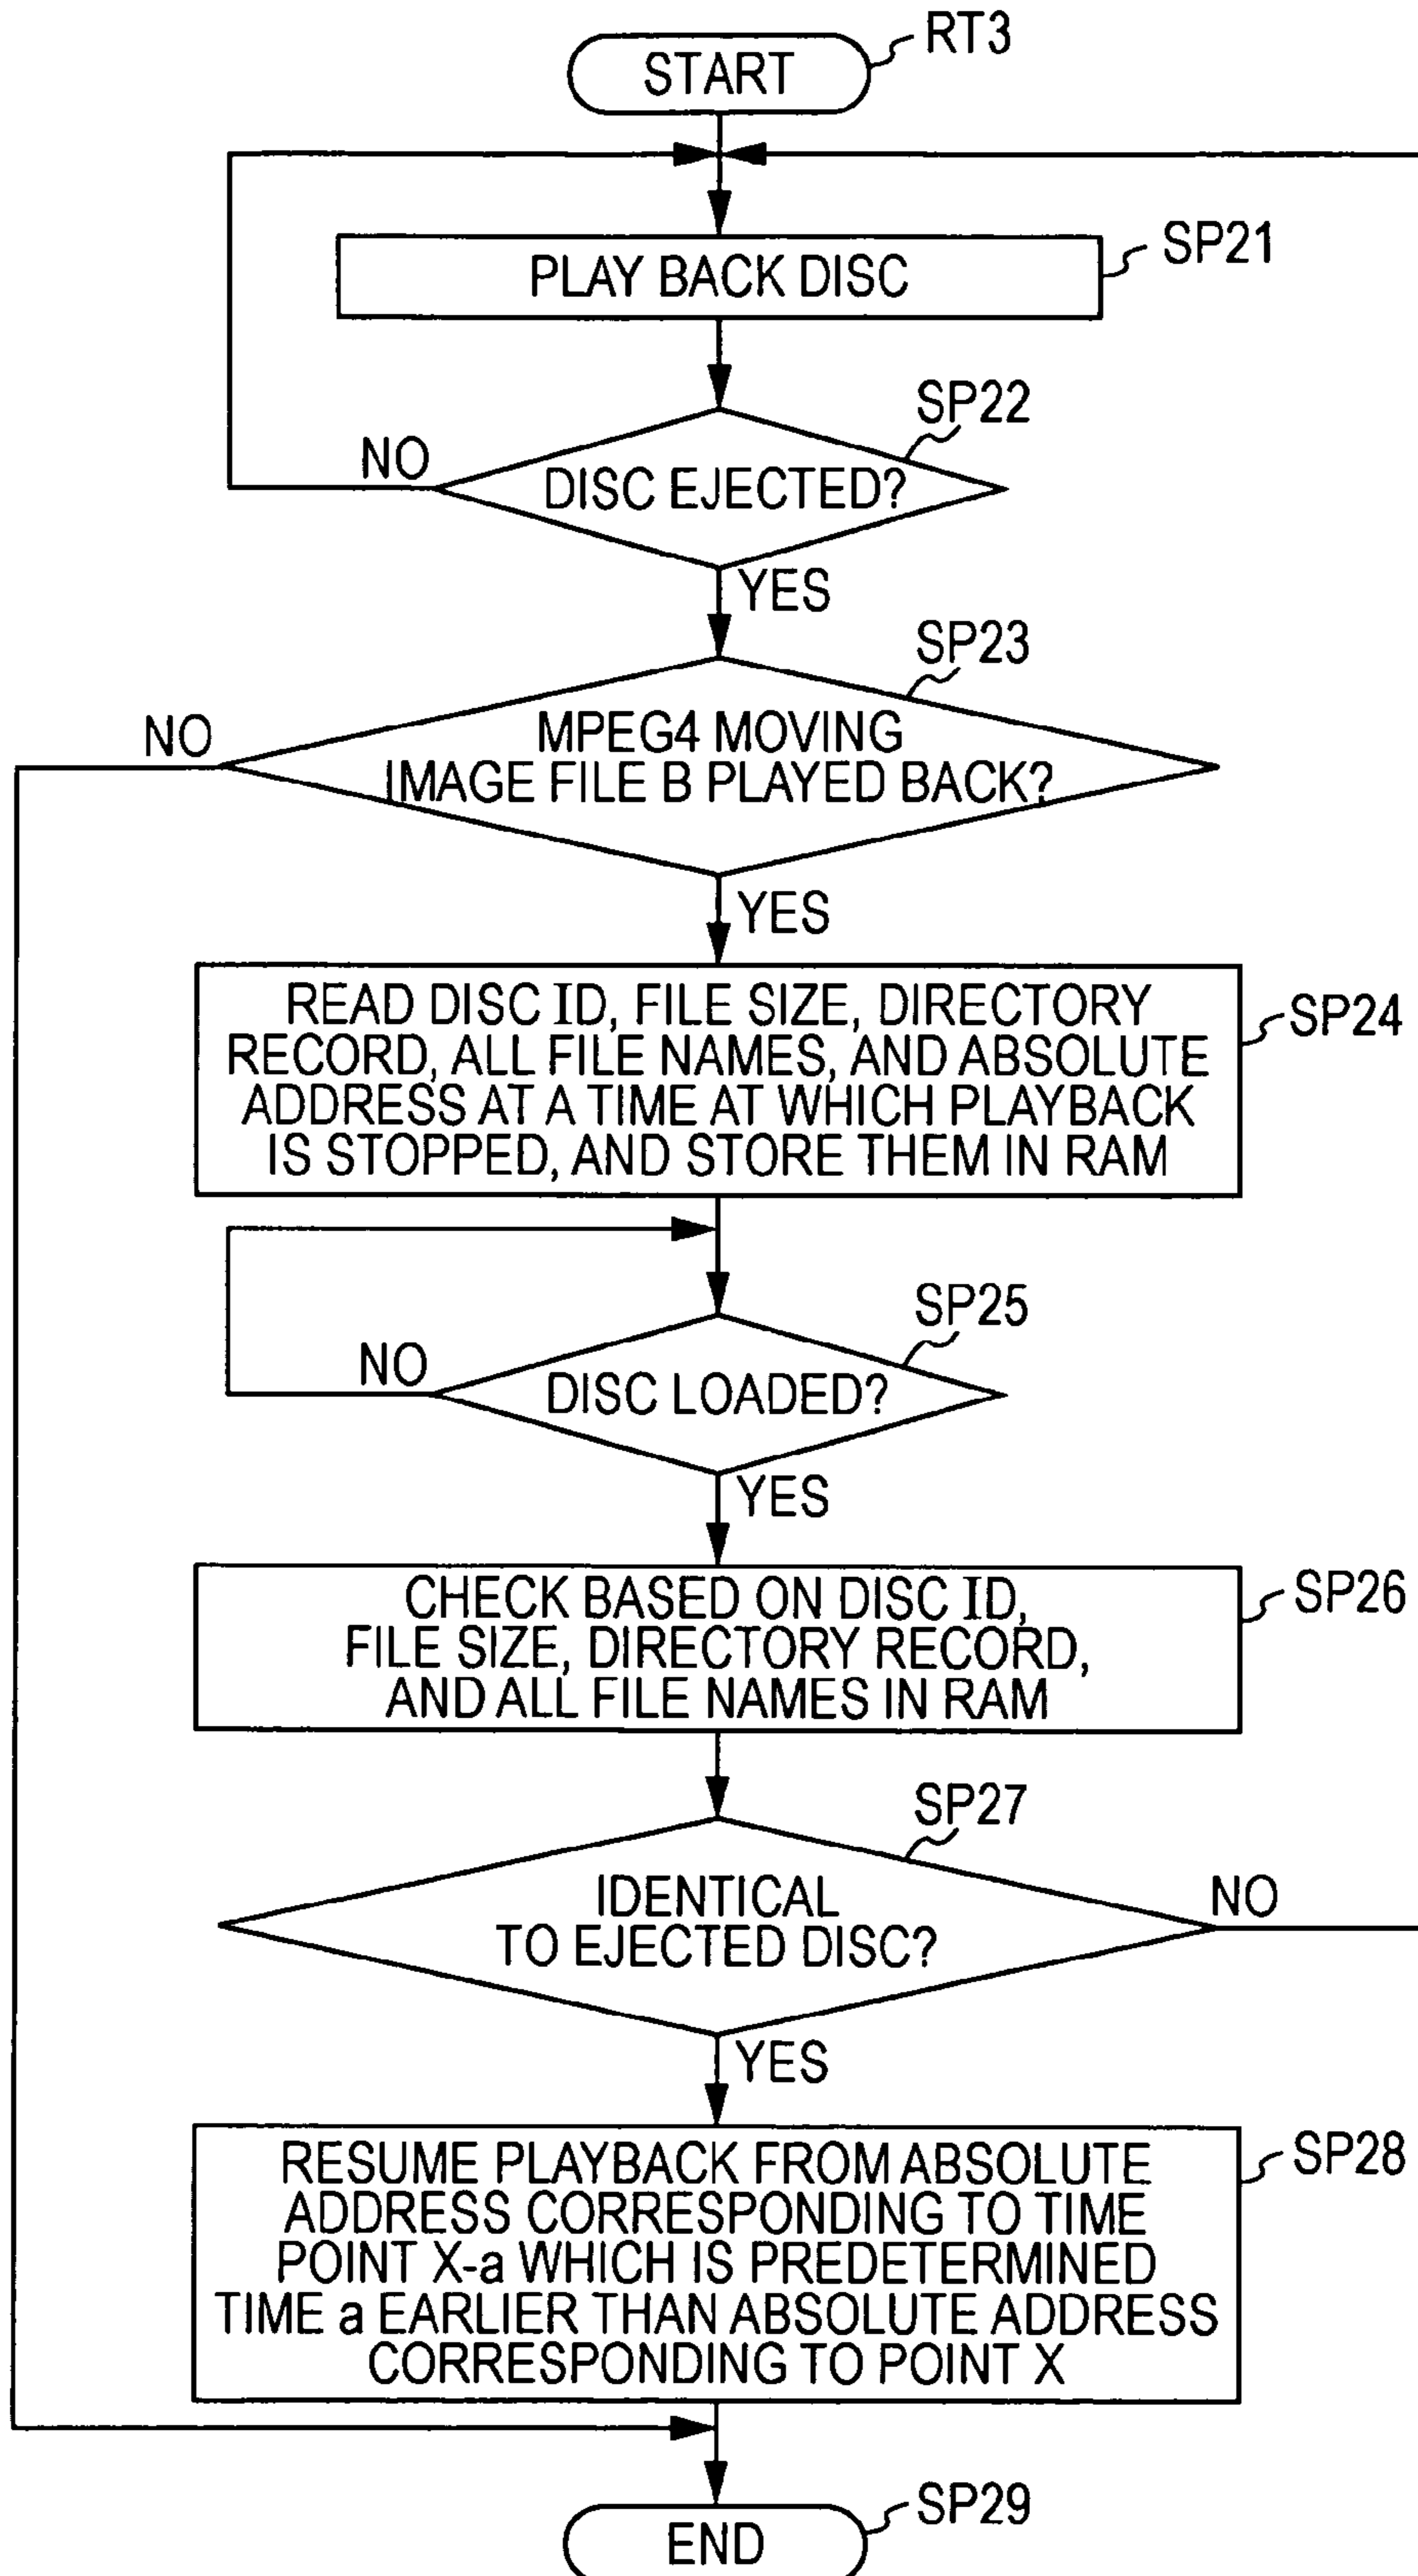 RT3
START
SP21
PLAY BACK DISC
SP22
NO
DISC EJECTED?
YES
SP23
NO
MPEG4 MOVING
IMAGE FILE B PLAYED BACK?
YES
READ DISC ID, FILE SIZE, DIRECTORY
RECORD, ALL FILE NAMES, AND ABSOLUTE
ADDRESS AT A TIME AT WHICH PLAYBACK
IS STOPPED, AND STORE THEM IN RAM
SP24
SP25
NO
DISC LOADED?
YES
CHECK BASED ON DISC ID,
FILE SIZE, DIRECTORY RECORD,
AND ALL FILE NAMES IN RAM
SP26
SP27
IDENTICAL
TO EJECTED DISC?
NO
YES
RESUME PLAYBACK FROM ABSOLUTE
ADDRESS CORRESPONDING TO TIME
POINT X-a WHICH IS PREDETERMINED
TIME a EARLIER THAN ABSOLUTE ADDRESS
CORRESPONDING TO POINT X
SP28
SP29
END